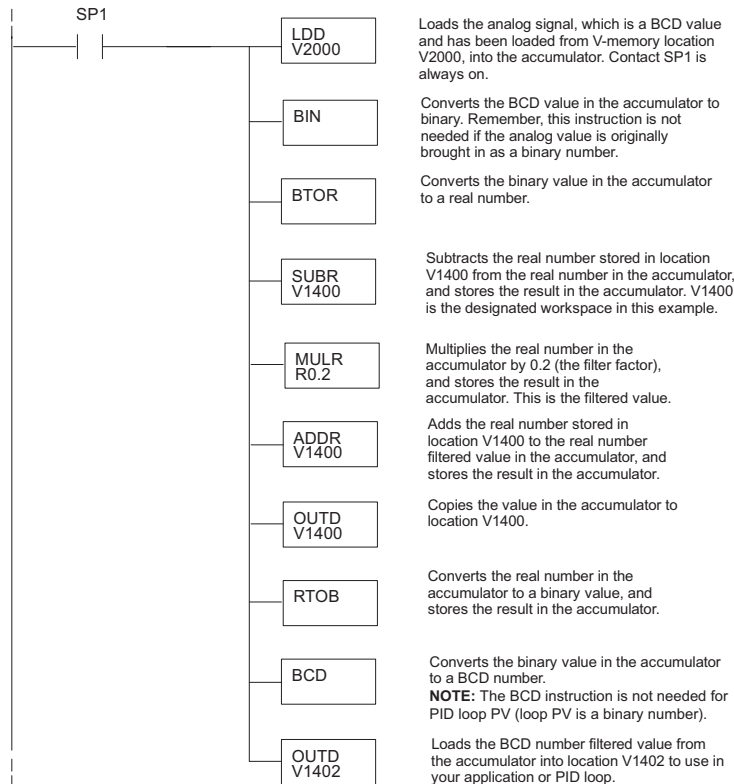 SP1
LDD
V2000
Loads the analog signal, which is a BCD value
and has been loaded from V-memory location
V2000, into the accumulator. Contact SP1 is
always on.
BIN
Converts the BCD value in the accumulator to
binary. Remember, this instruction is not
needed if the analog value is originally
brought in as a binary number.
BTOR
Converts the binary value in the accumulator
to a real number.
SUBR
V1400
Subtracts the real number stored in location
V1400 from the real number in the accumulator,
and stores the result in the accumulator. V1400
is the designated workspace in this example.
MULR
R0.2
Multiplies the real number in the
accumulator by 0.2 (the filter factor),
and stores the result in the
accumulator. This is the filtered value.
ADDR
V1400
Adds the real number stored in
location V1400 to the real number
filtered value in the accumulator, and
stores the result in the accumulator.
OUTD
V1400
Copies the value in the accumulator to
location V1400.
RTOB
Converts the real number in the
accumulator to a binary value, and
stores the result in the accumulator.
BCD
Converts the binary value in the accumulator
to a BCD number.
NOTE: The BCD instruction is not needed for
PID loop PV (loop PV is a binary number).
OUTD
V1402
Loads the BCD number filtered value from
the accumulator into location V1402 to use in
your application or PID loop.